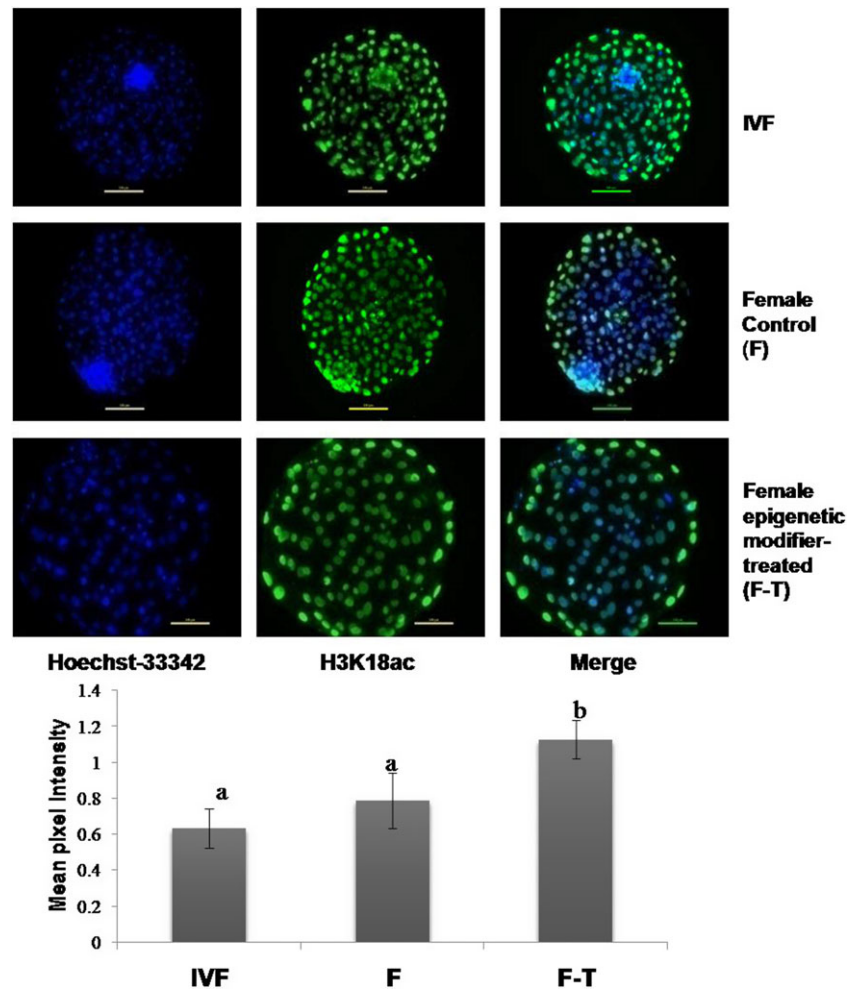 IVF
Female
Control
(F)
Female
epigenetic
modifier-
treated
(F-T)
Hoechst-33342 H3K18ac Merge
Mean pixel Intensity
1.4
1.2
1
0.8
0.6
0.4
0.2
0
a
a
b
IVF F F-T